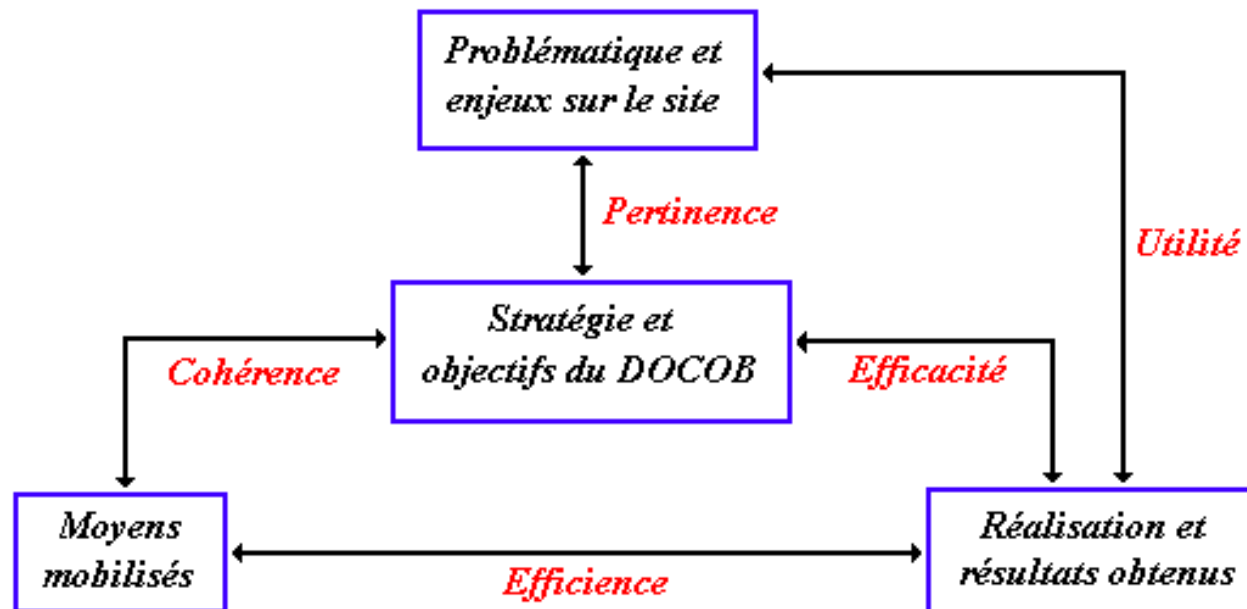 Problématique et
enjeux sur le site
Pertinence
Utilité
Stratégie et
objectifs du DOCOB
Cohérence
Efficacité
Moyens
mobilisés
Efficience
Réalisation et
résultats obtenus